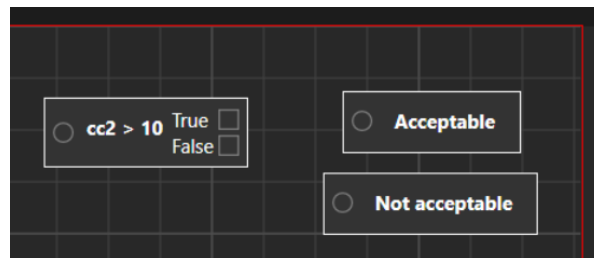 cc2 > 10
True
False
Acceptable
Not acceptable